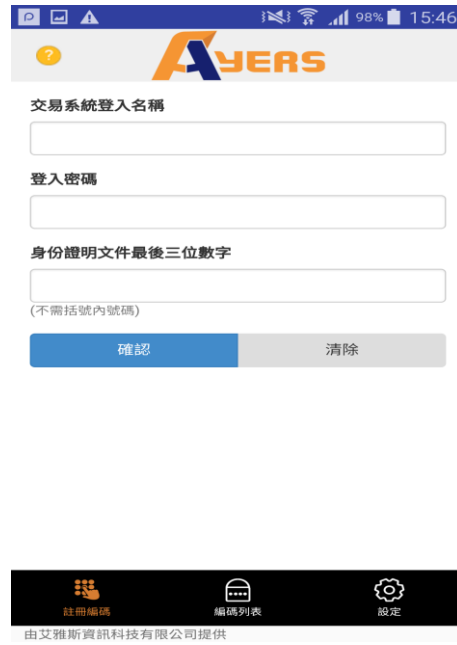 98% 15:46
?
AYERS
交易系統登入名稱
登入密碼
身份證明文件最後三位數字
(不需括號內號碼)
確認 清除
註冊編碼 編碼列表 設定
由艾雅斯資訊科技有限公司提供